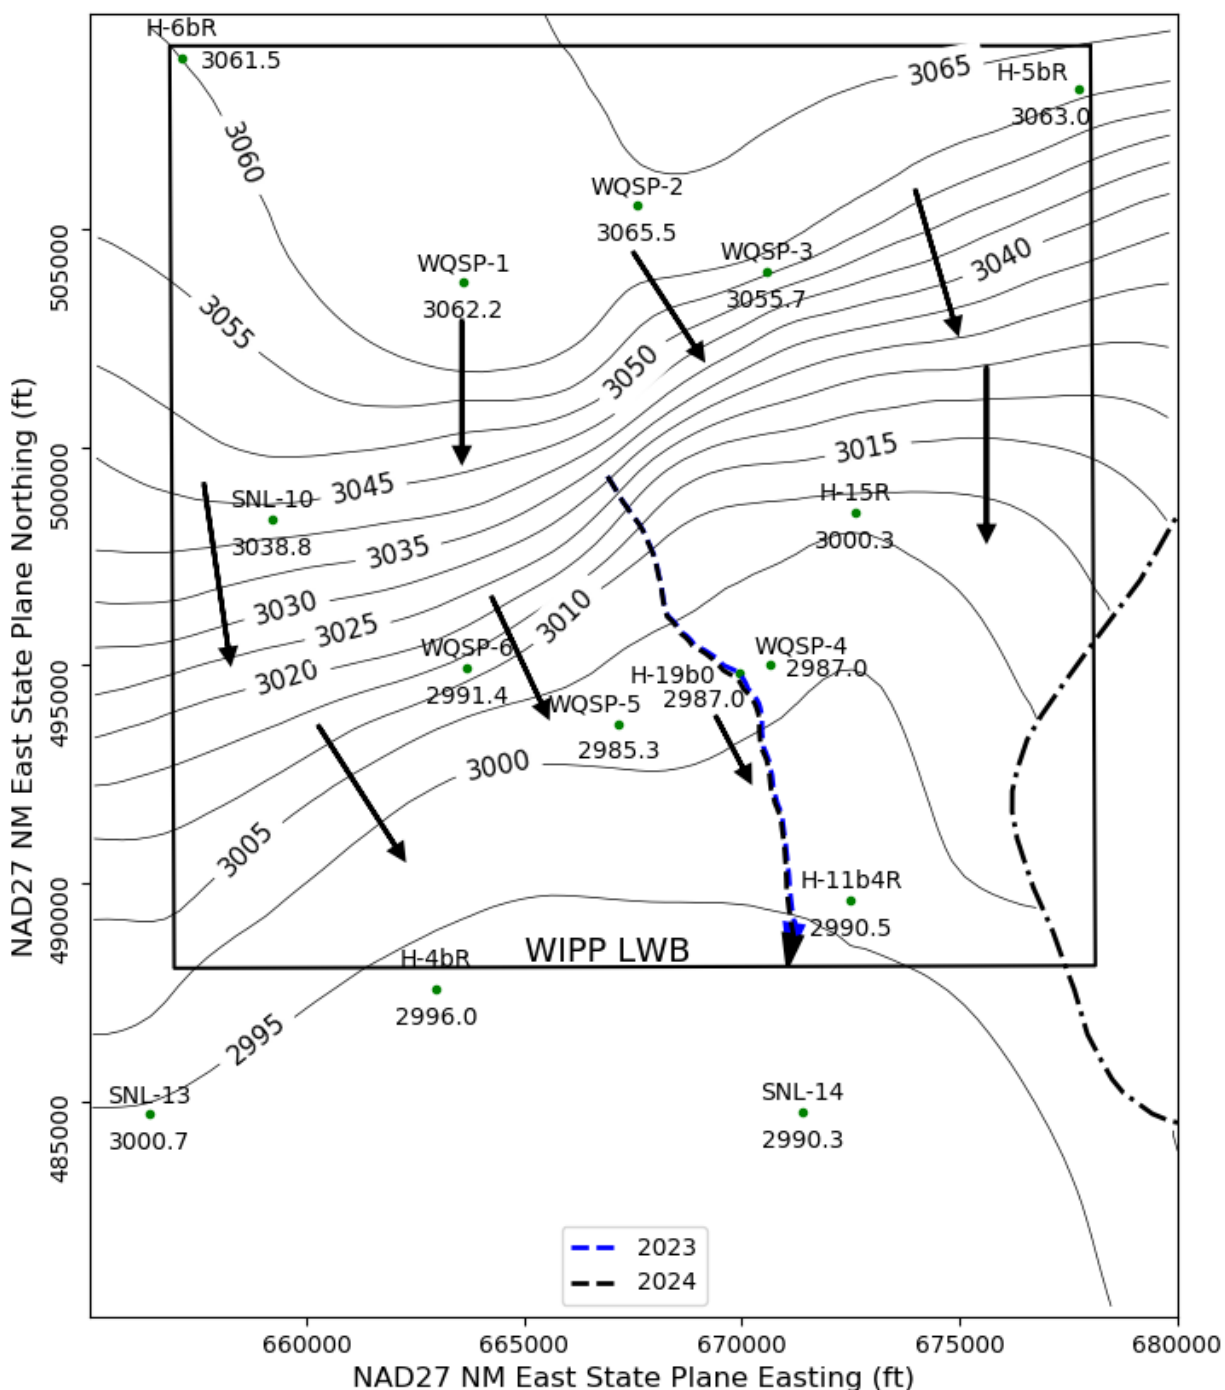 H-6bR
3061.5
3065
H-5bR
3063.0
3060
WQSP-2
3065.5
WQSP-3
3055.7
3040
WQSP-1
3062.2
3055
3050
3015
3045
SNL-10
3038.8
H-15R
3000.3
3035
3030
3010
3025
3020
WQSP-6
2991.4
WQSP-4
2987.0
H-19b0
2987.0
WQSP-5
2985.3
3000
3005
H-11b4R
2990.5
WIPP LWB
H-4bR
2996.0
2995
SNL-13
3000.7
SNL-14
2990.3
2023
2024
505000
500000
495000
490000
485000
NAD27 NM East State Plane Northing (ft)
660000 665000 670000 675000 680000
NAD27 NM East State Plane Easting (ft)